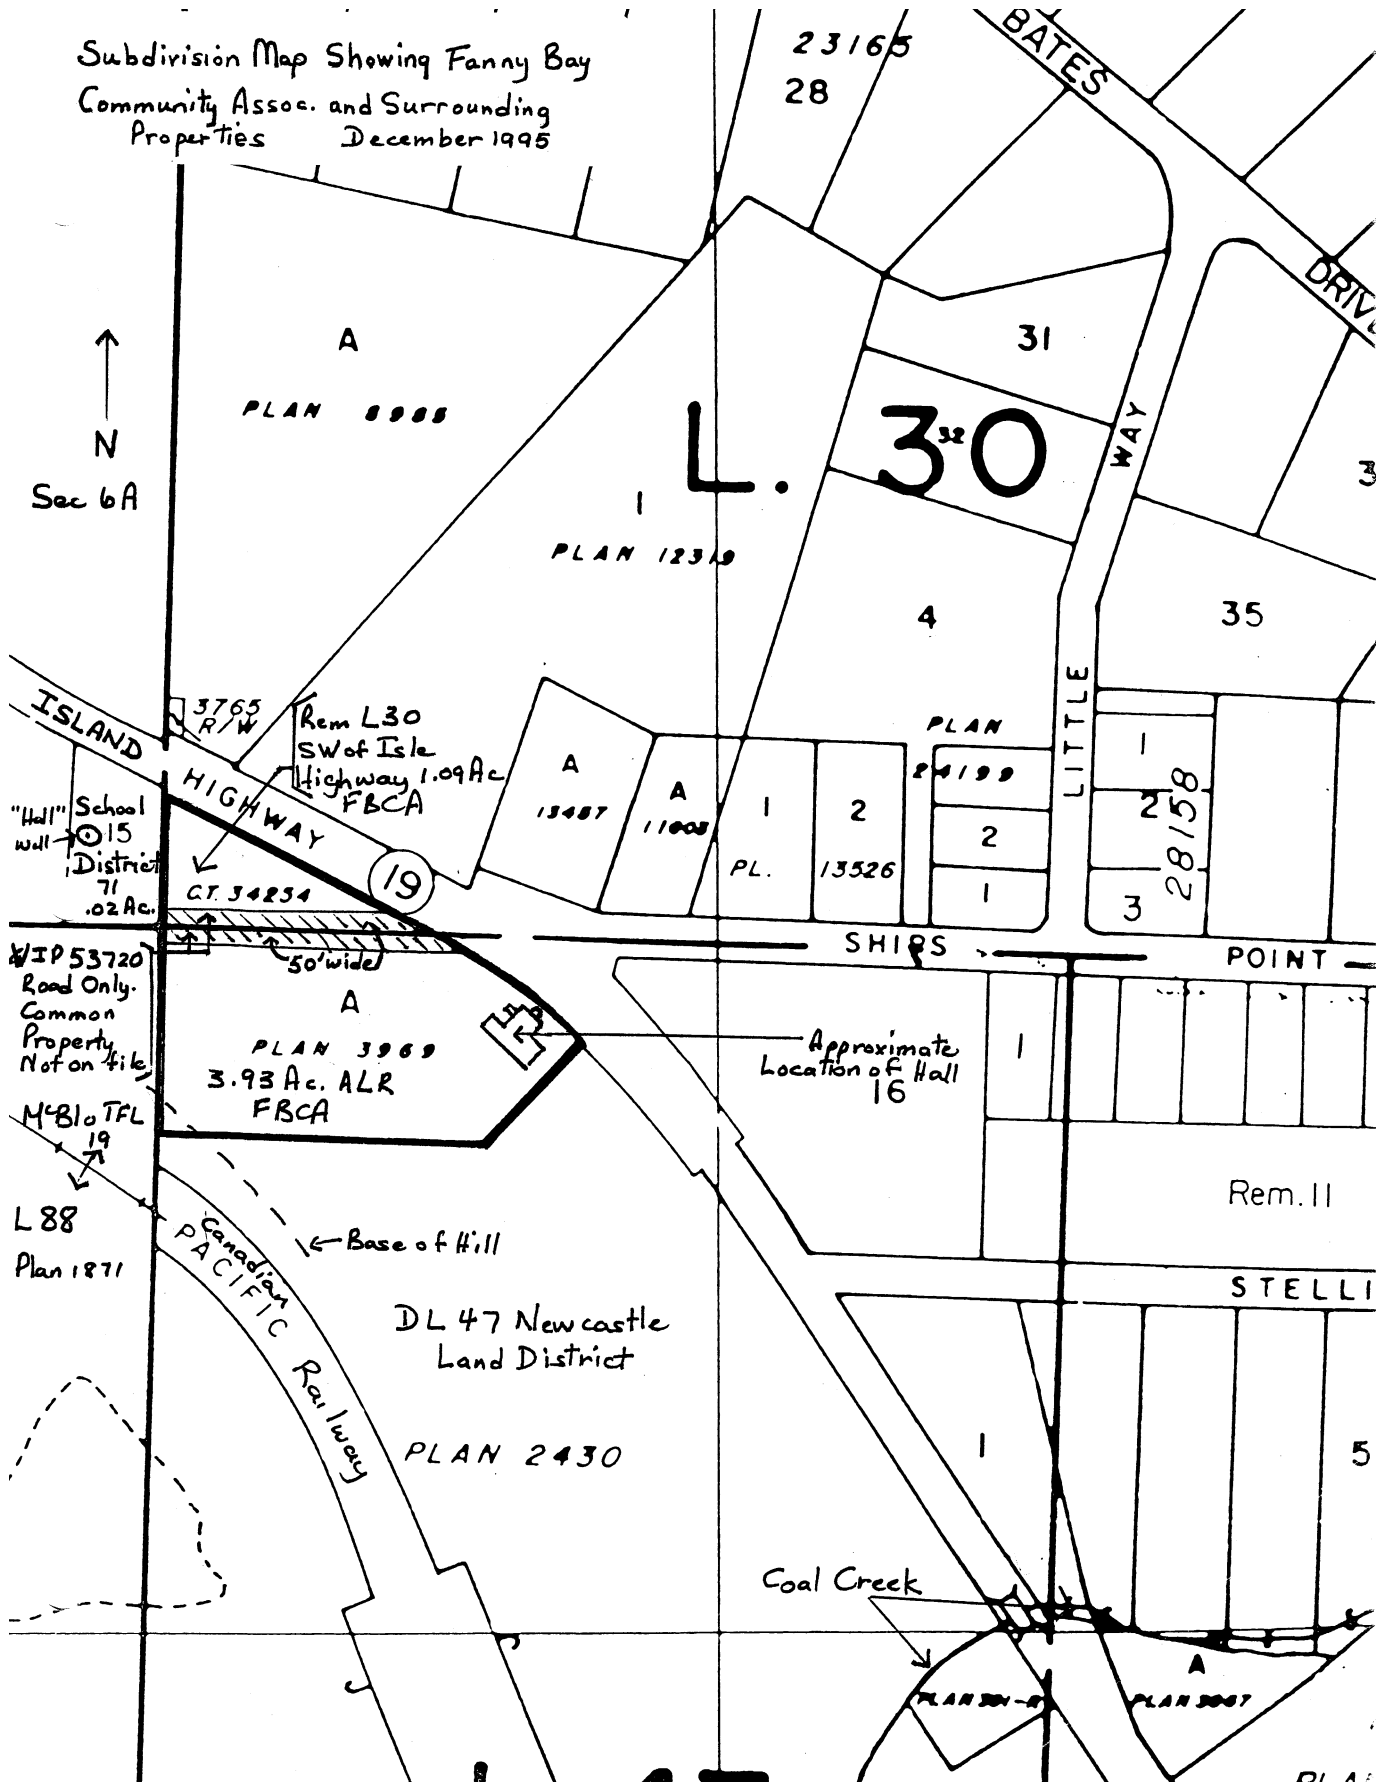 Subdivision Map Showing Fanny Bay
Community Assoc. and Surrounding
Properties December 1995
23165
28
BATES
DRIVE
A
PLAN 8985
N
Sec 6A
31
L. 30
32
WAY
1
PLAN 12319
4
35
LITTLE
ISLAND HIGHWAY
3765
R/W
Rem L30
SW of Isle
Highway 1.09 Ac
FBCA
19
A
13487
A
11003
1
PL.
2
13526
PLAN
24199
2
1
1
2
3
28158
"Hall"
well
School
15
District
71
.02 Ac.
C.T. 34234
SHIPS POINT
VIP 53720
Road Only.
Common
Property
Not on file
50' wide
A
PLAN 3969
3.93 Ac. ALR
FBCA
Approximate
Location of Hall
16
1
McBlo TFL
19
Rem. 11
L 88
Plan 1871
Canadian
PACIFIC Railway
Base of Hill
STELLI
DL 47 Newcastle
Land District
PLAN 2430
1
5
Coal Creek
A